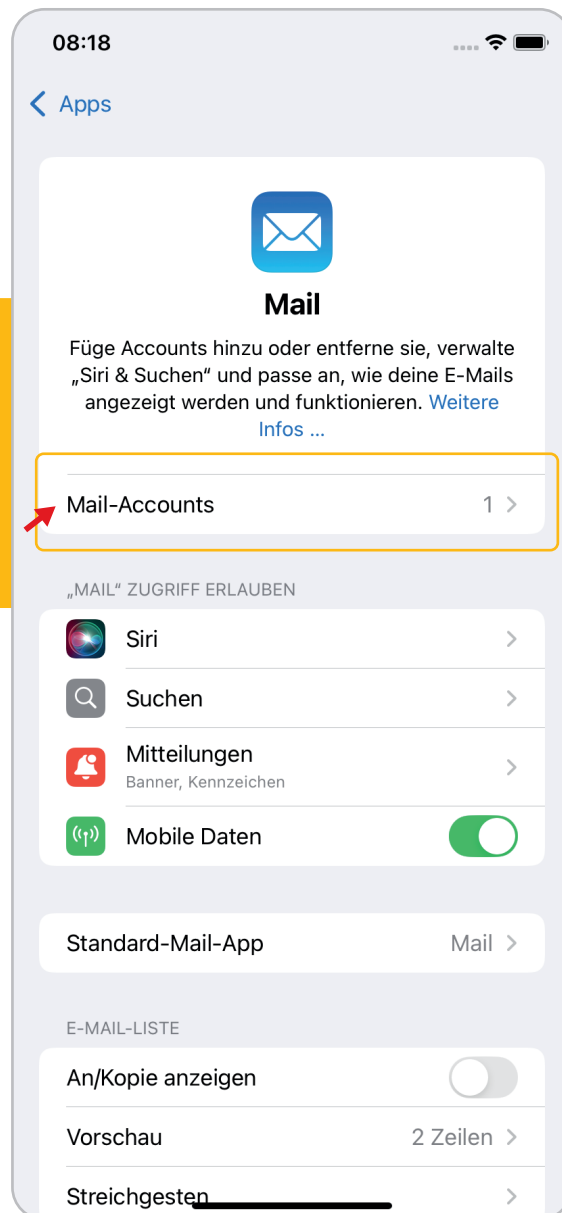 08:18
Apps
Mail
Füge Accounts hinzu oder entferne sie, verwalte
„Siri & Suchen“ und passe an, wie deine E-Mails
angezeigt werden und funktionieren. Weitere
Infos ...
Mail-Accounts 1
„MAIL“ ZUGRIFF ERLAUBEN
Siri
Suchen
Mitteilungen
Banner, Kennzeichen
Mobile Daten
Standard-Mail-App Mail
E-MAIL-LISTE
An/Kopie anzeigen
Vorschau 2 Zeilen
Streichgesten